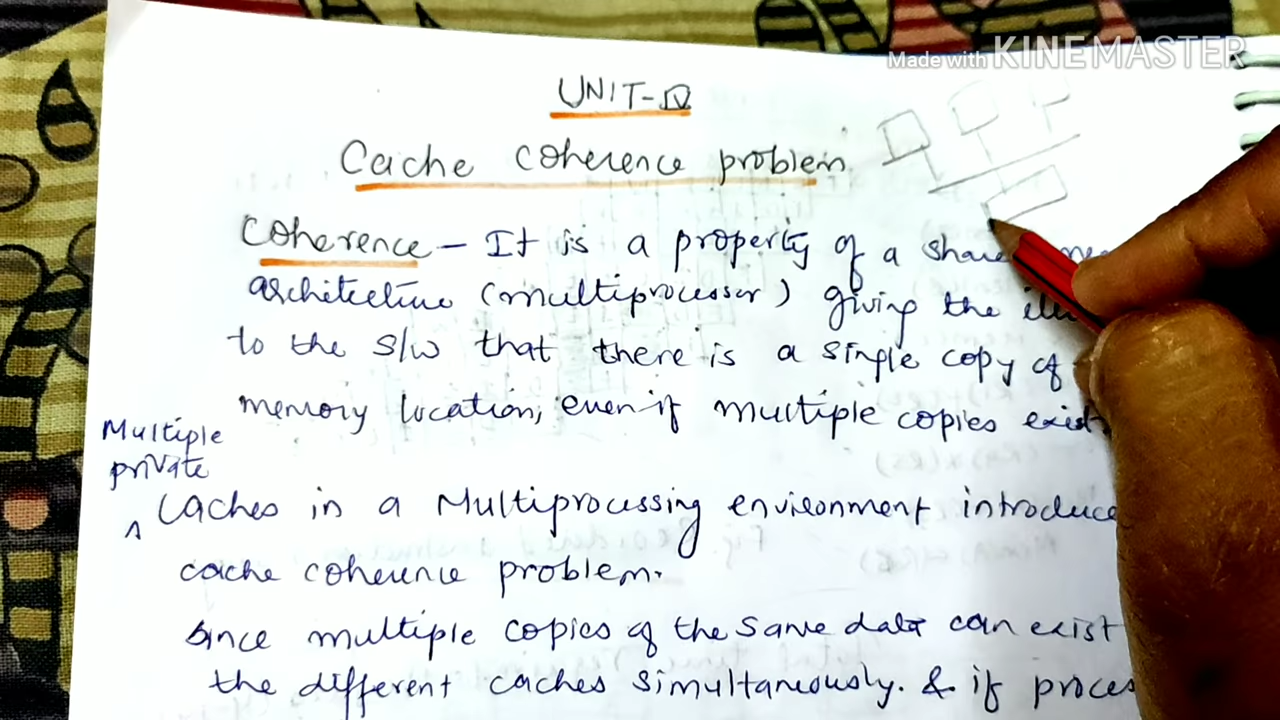 Made with KINEMASTER
UNIT-IV
Cache coherence problem
Coherence - It is a property of a share
architecture (multiprocessor) giving the
to the S/W that there is a single copy of
memory location, even if multiple copies exist
Multiple
private
^ Caches in a Multiprocessing environment introduce
cache coherence problem.
Since multiple copies of the same data can exist
the different caches simultaneously. & if proces